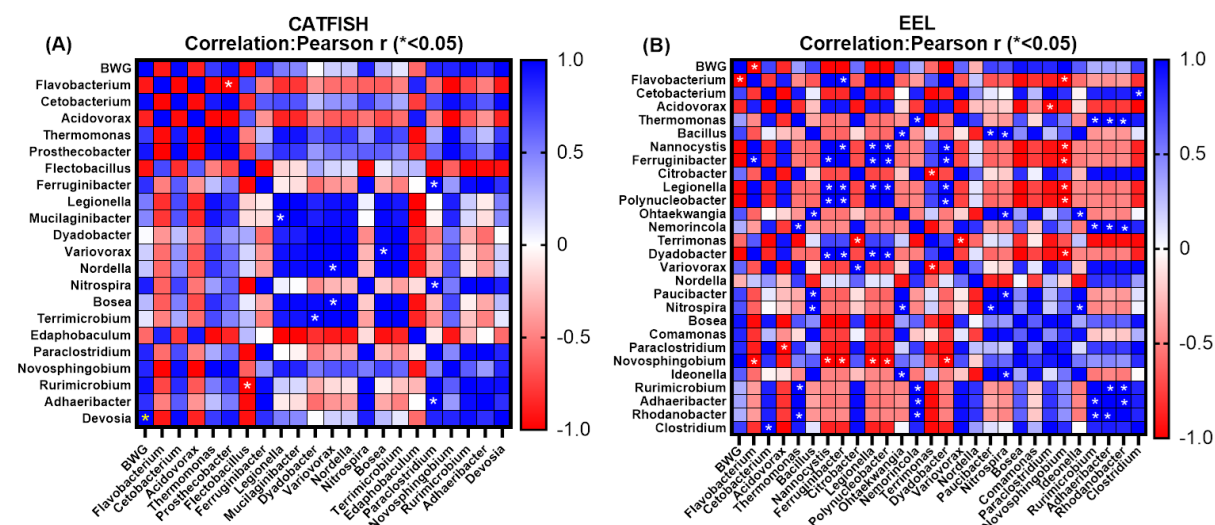 CATFISH
(A)
Correlation:Pearson r (*<0.05)
BWG
Flavobacterium
Cetobacterium
Acidovorax
Thermomonas
Prosthecobacter
Flectobacillus
Ferruginibacter
Legionella
Mucilaginibacter
Dyadobacter
Variovorax
Nordella
Nitrospira
Bosea
Terrimicrobium
Edaphobaculum
Paraclostridium
Novosphingobium
Rurimicrobium
Adhaeribacter
Devosia
1.0
0.5
0
-0.5
-1.0
BWG
Flavobacterium
Cetobacterium
Acidovorax
Thermomonas
Prosthecobacter
Flectobacillus
Ferruginibacter
Legionella
Mucilaginibacter
Dyadobacter
Variovorax
Nordella
Nitrospira
Bosea
Terrimicrobium
Edaphobaculum
Paraclostridium
Novosphingobium
Rurimicrobium
Adhaeribacter
Devosia
EEL
(B)
Correlation:Pearson r (*<0.05)
BWG
Flavobacterium
Cetobacterium
Acidovorax
Thermomonas
Bacillus
Nannocystis
Ferruginibacter
Citrobacter
Legionella
Polynucleobacter
Ohtaekwangia
Nemorincola
Terrimonas
Dyadobacter
Variovorax
Nordella
Paucibacter
Nitrospira
Bosea
Comamonas
Paraclostridium
Novosphingobium
Ideonella
Rurimicrobium
Adhaeribacter
Rhodanobacter
Clostridium
1.0
0.5
0
-0.5
-1.0
BWG
Flavobacterium
Cetobacterium
Acidovorax
Thermomonas
Bacillus
Nannocystis
Ferruginibacter
Citrobacter
Legionella
Polynucleobacter
Ohtaekwangia
Nemorincola
Terrimonas
Dyadobacter
Variovorax
Nordella
Paucibacter
Nitrospira
Bosea
Comamonas
Paraclostridium
Novosphingobium
Ideonella
Rurimicrobium
Adhaeribacter
Rhodanobacter
Clostridium